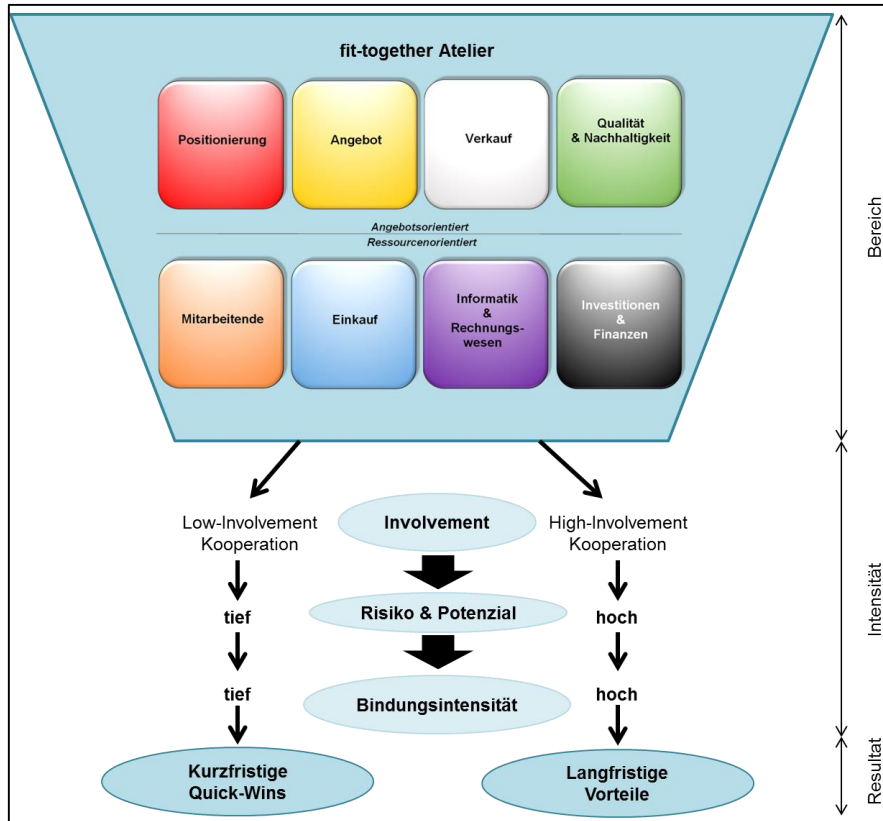 fit-together Atelier
Positionierung
Angebot
Verkauf
Qualität
& Nachhaltigkeit
Angebotsorientiert
Ressourcenorientiert
Mitarbeitende
Einkauf
Informatik
&
Rechnungs-
wesen
Investitionen
&
Finanzen
Bereich
Low-Involvement
Kooperation
Involvement
High-Involvement
Kooperation
tief
Risiko & Potenzial
hoch
tief
Bindungsintensität
hoch
Intensität
Kurzfristige
Quick-Wins
Langfristige
Vorteile
Resultat